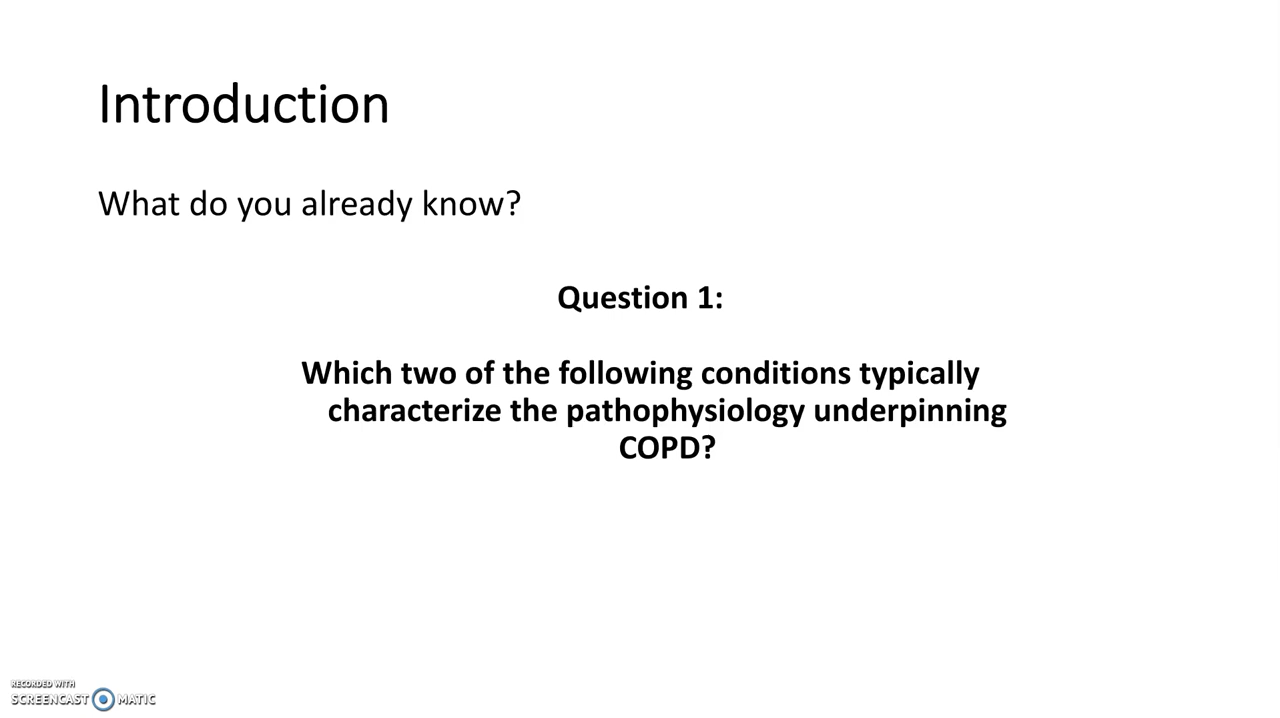 Introduction
What do you already know?
Question 1:
Which two of the following conditions typically
characterize the pathophysiology underpinning
COPD?
RECORDED WITH
SCREENCAST MATIC